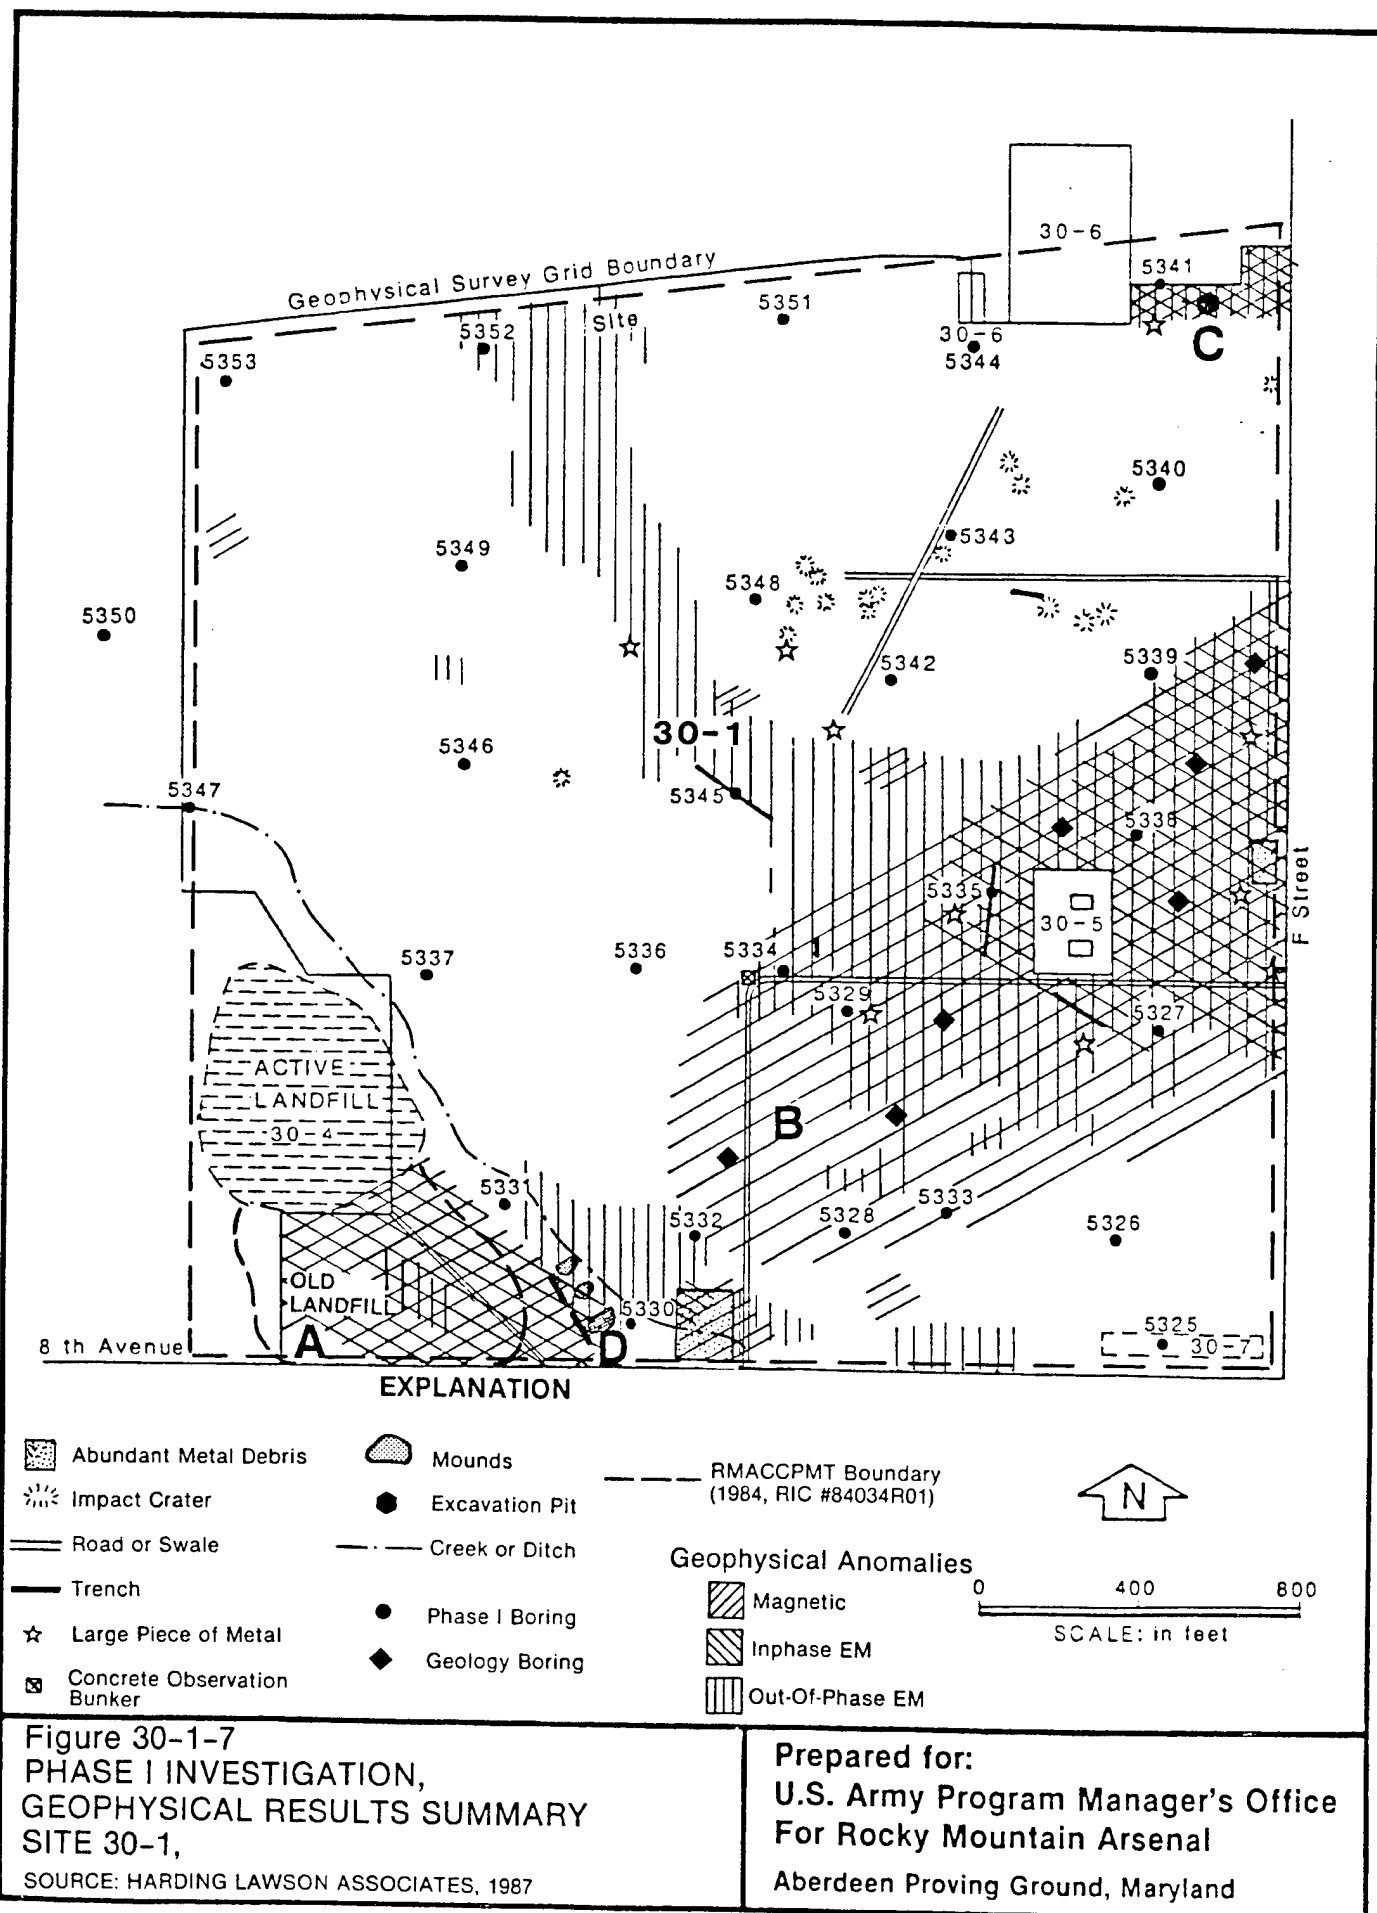 30-6
Geophysical Survey Grid Boundary
5341
5351
Site
5352
30-6
5344
C
5353
5340
5343
5349
5348
5350
5342
5339
30-1
5346
5345
5347
5338
F Street
5335
30-5
5337
5336
5334
1
5329
5327
ACTIVE
LANDFILL
30-4
B
5331
5333
5332
5328
5326
OLD
LANDFILL
5330
5325
30-7
8 th Avenue
A
D
EXPLANATION
Abundant Metal Debris
Impact Crater
Road or Swale
Trench
Large Piece of Metal
Concrete Observation
Bunker
Mounds
Excavation Pit
Creek or Ditch
Phase I Boring
Geology Boring
RMACCPMT Boundary
(1984, RIC #84034R01)
N
Geophysical Anomalies
Magnetic
Inphase EM
Out-Of-Phase EM
0 400 800
SCALE: in feet
Figure 30-1-7
PHASE I INVESTIGATION,
GEOPHYSICAL RESULTS SUMMARY
SITE 30-1,
SOURCE: HARDING LAWSON ASSOCIATES, 1987
Prepared for:
U.S. Army Program Manager's Office
For Rocky Mountain Arsenal
Aberdeen Proving Ground, Maryland